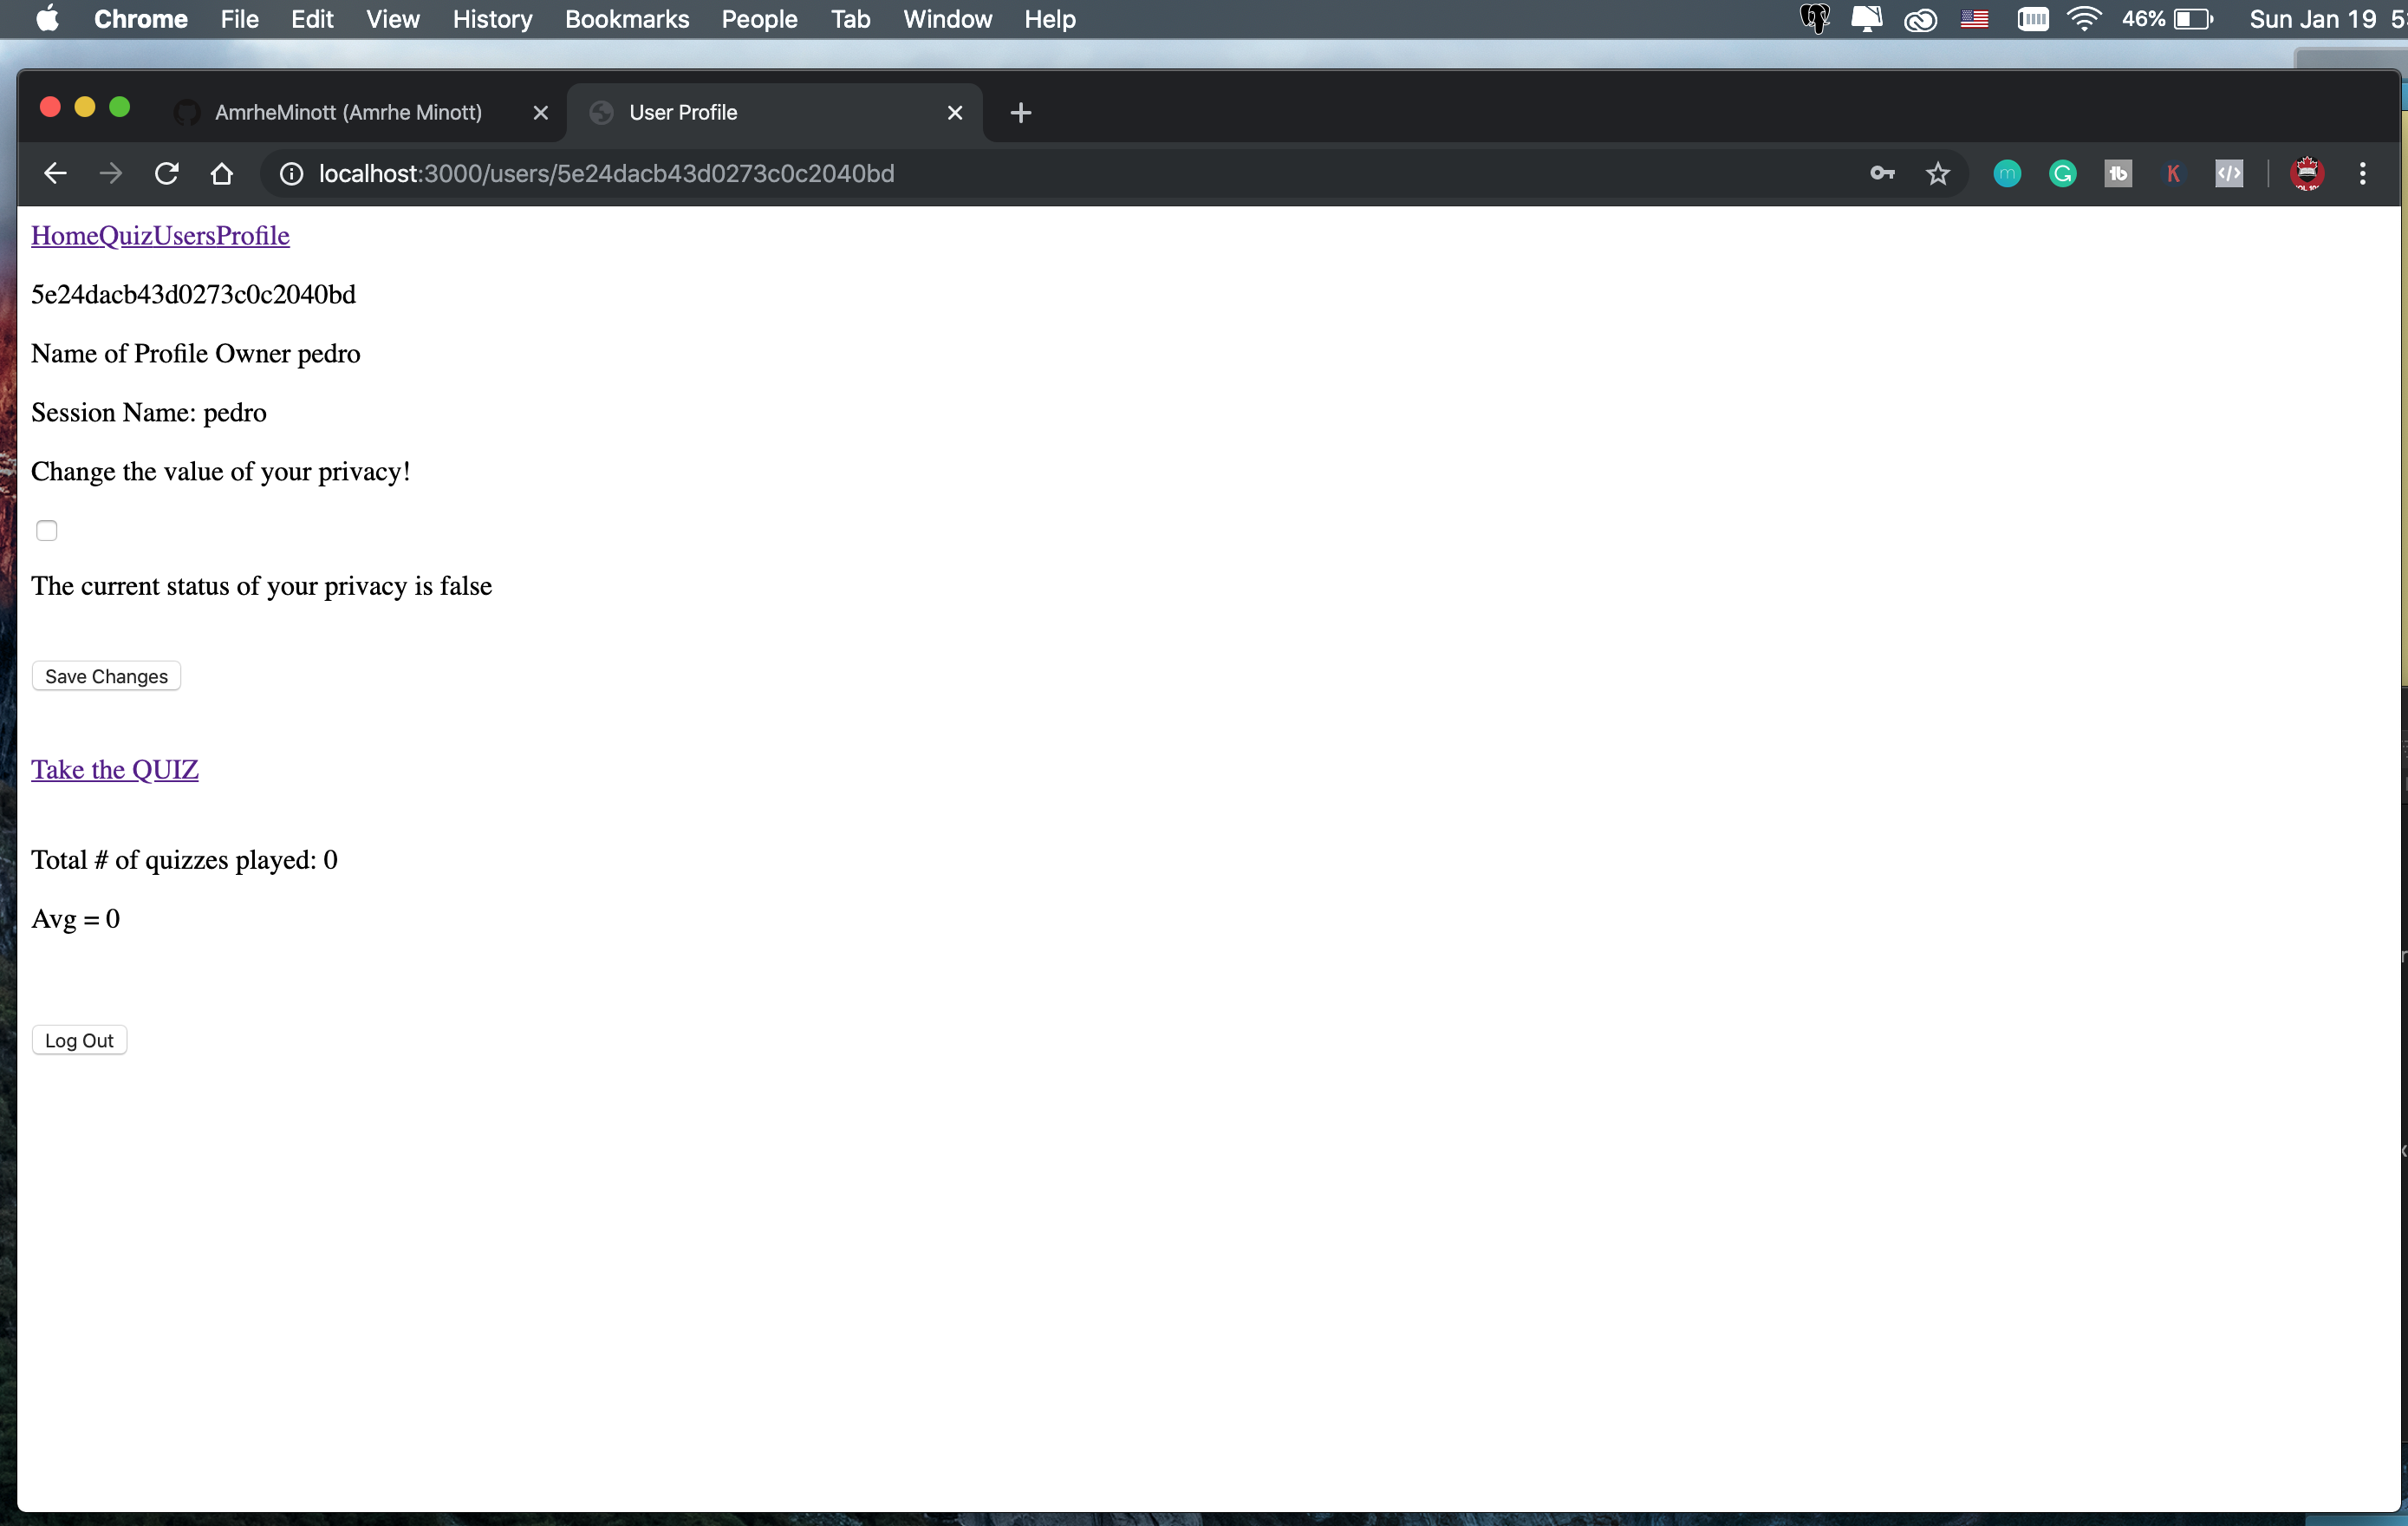 Chrome File Edit View History Bookmarks People Tab Window Help 46% Sun Jan 19
AmrheMinott (Amrhe Minott) User Profile
localhost:3000/users/5e24dacb43d0273c0c2040bd
HomeQuizUsersProfile
5e24dacb43d0273c0c2040bd
Name of Profile Owner pedro
Session Name: pedro
Change the value of your privacy!
The current status of your privacy is false
Save Changes
Take the QUIZ
Total # of quizzes played: 0
Avg = 0
Log Out